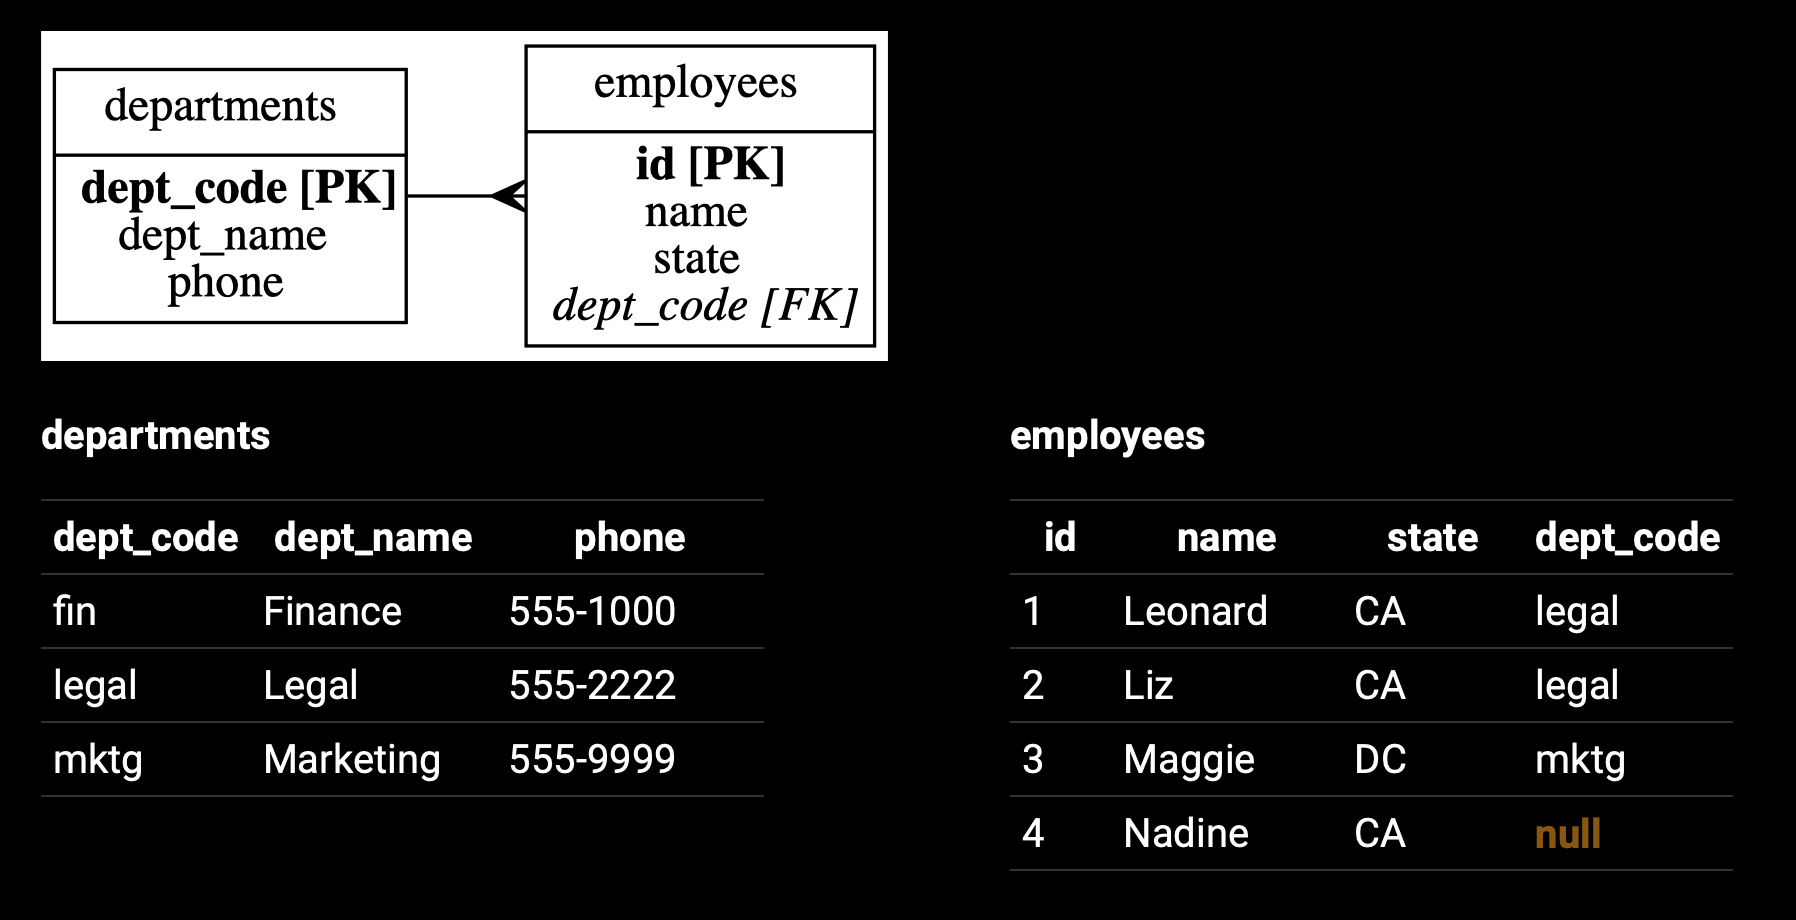 departments
dept_code [PK]
dept_name
phone
employees
id [PK]
name
state
dept_code [FK]
departments
dept_code dept_name phone
fin Finance 555-1000
legal Legal 555-2222
mktg Marketing 555-9999
employees
id name state dept_code
1 Leonard CA legal
2 Liz CA legal
3 Maggie DC mktg
4 Nadine CA null